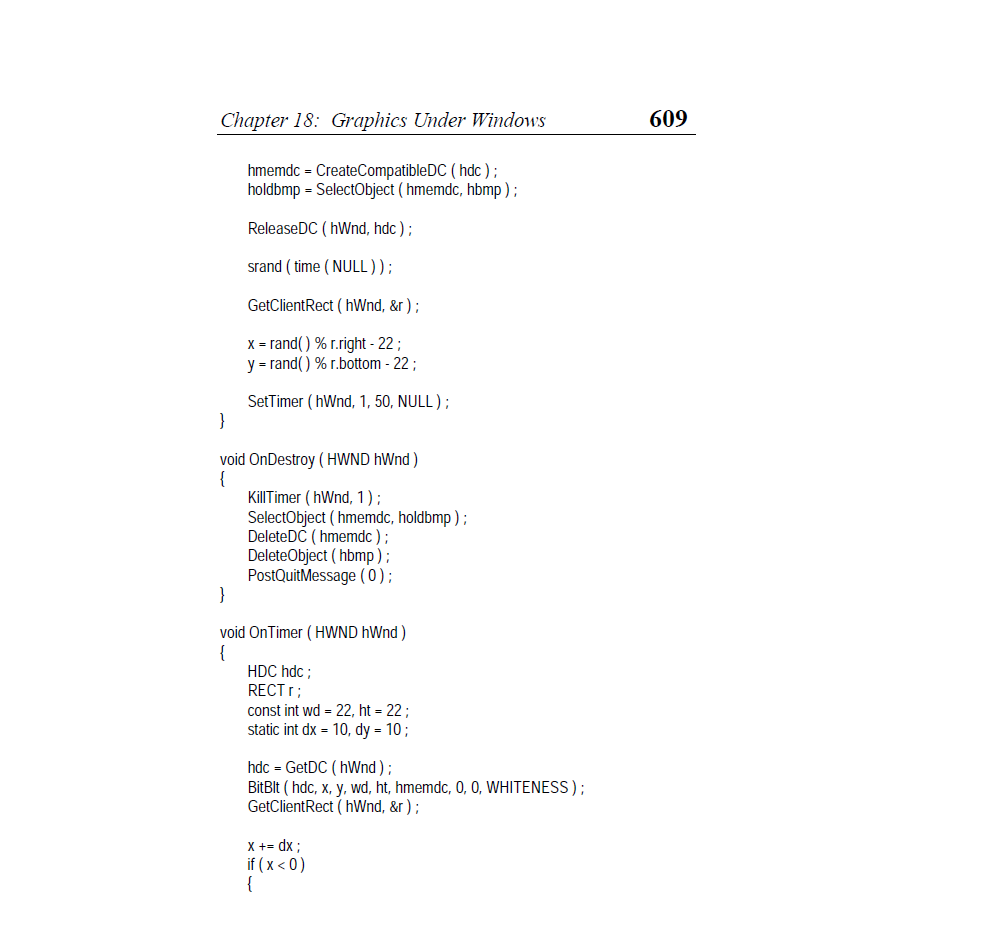 Chapter 18: Graphics Under Windows 609
hmemdc = CreateCompatibleDC ( hdc ) ;
holdbmp = SelectObject ( hmemdc, hbmp ) ;
ReleaseDC ( hWnd, hdc ) ;
srand ( time ( NULL ) ) ;
GetClientRect ( hWnd, &r ) ;
x = rand( ) % r.right - 22 ;
y = rand( ) % r.bottom - 22 ;
SetTimer ( hWnd, 1, 50, NULL ) ;
}
void OnDestroy ( HWND hWnd )
{
KillTimer ( hWnd, 1 ) ;
SelectObject ( hmemdc, holdbmp ) ;
DeleteDC ( hmemdc ) ;
DeleteObject ( hbmp ) ;
PostQuitMessage ( 0 ) ;
}
void OnTimer ( HWND hWnd )
{
HDC hdc ;
RECT r ;
const int wd = 22, ht = 22 ;
static int dx = 10, dy = 10 ;
hdc = GetDC ( hWnd ) ;
BitBlt ( hdc, x, y, wd, ht, hmemdc, 0, 0, WHITENESS ) ;
GetClientRect ( hWnd, &r ) ;
x += dx ;
if ( x < 0 )
{